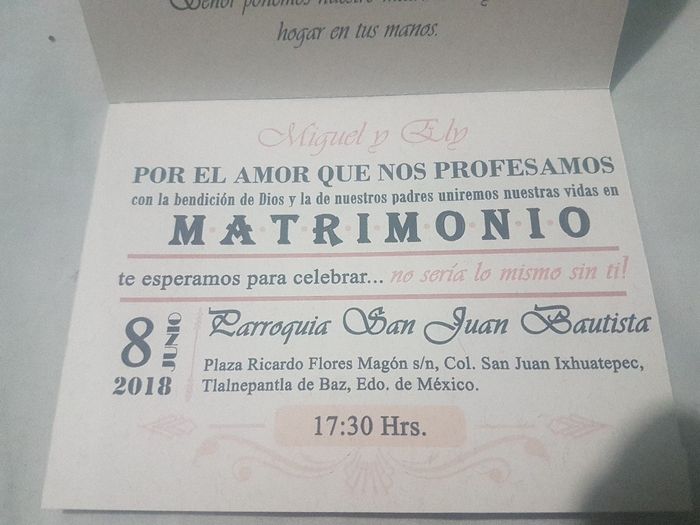 Señor ponemos nuestro
hogar en tus manos.
Miguel y Ely
POR EL AMOR QUE NOS PROFESAMOS
con la bendición de Dios y la de nuestros padres uniremos nuestras vidas en
M·A·T·R·I·M·O·N·I·O
te esperamos para celebrar... no sería lo mismo sin ti!
8 JUNIO 2018
Parroquia San Juan Bautista
Plaza Ricardo Flores Magón s/n, Col. San Juan Ixhuatepec,
Tlalnepantla de Baz, Edo. de México.
17:30 Hrs.